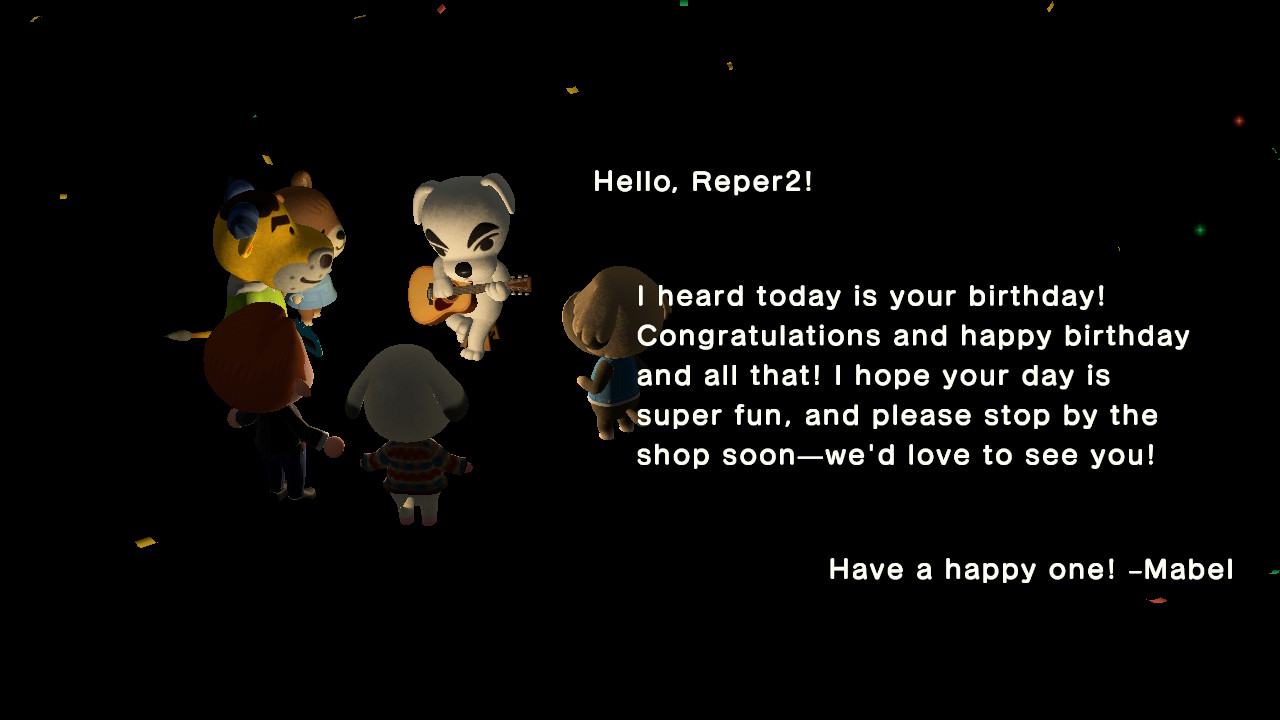 Hello, Reper2!
I heard today is your birthday!
Congratulations and happy birthday
and all that! I hope your day is
super fun, and please stop by the
shop soon—we'd love to see you!
Have a happy one! –Mabel